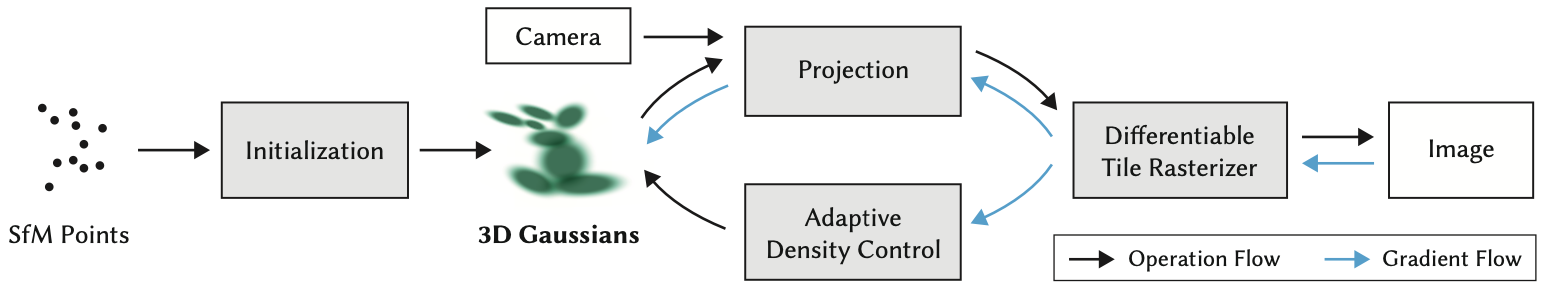 Camera
Projection
Initialization
Differentiable
Tile Rasterizer
Image
SfM Points
3D Gaussians
Adaptive
Density Control
Operation Flow
Gradient Flow